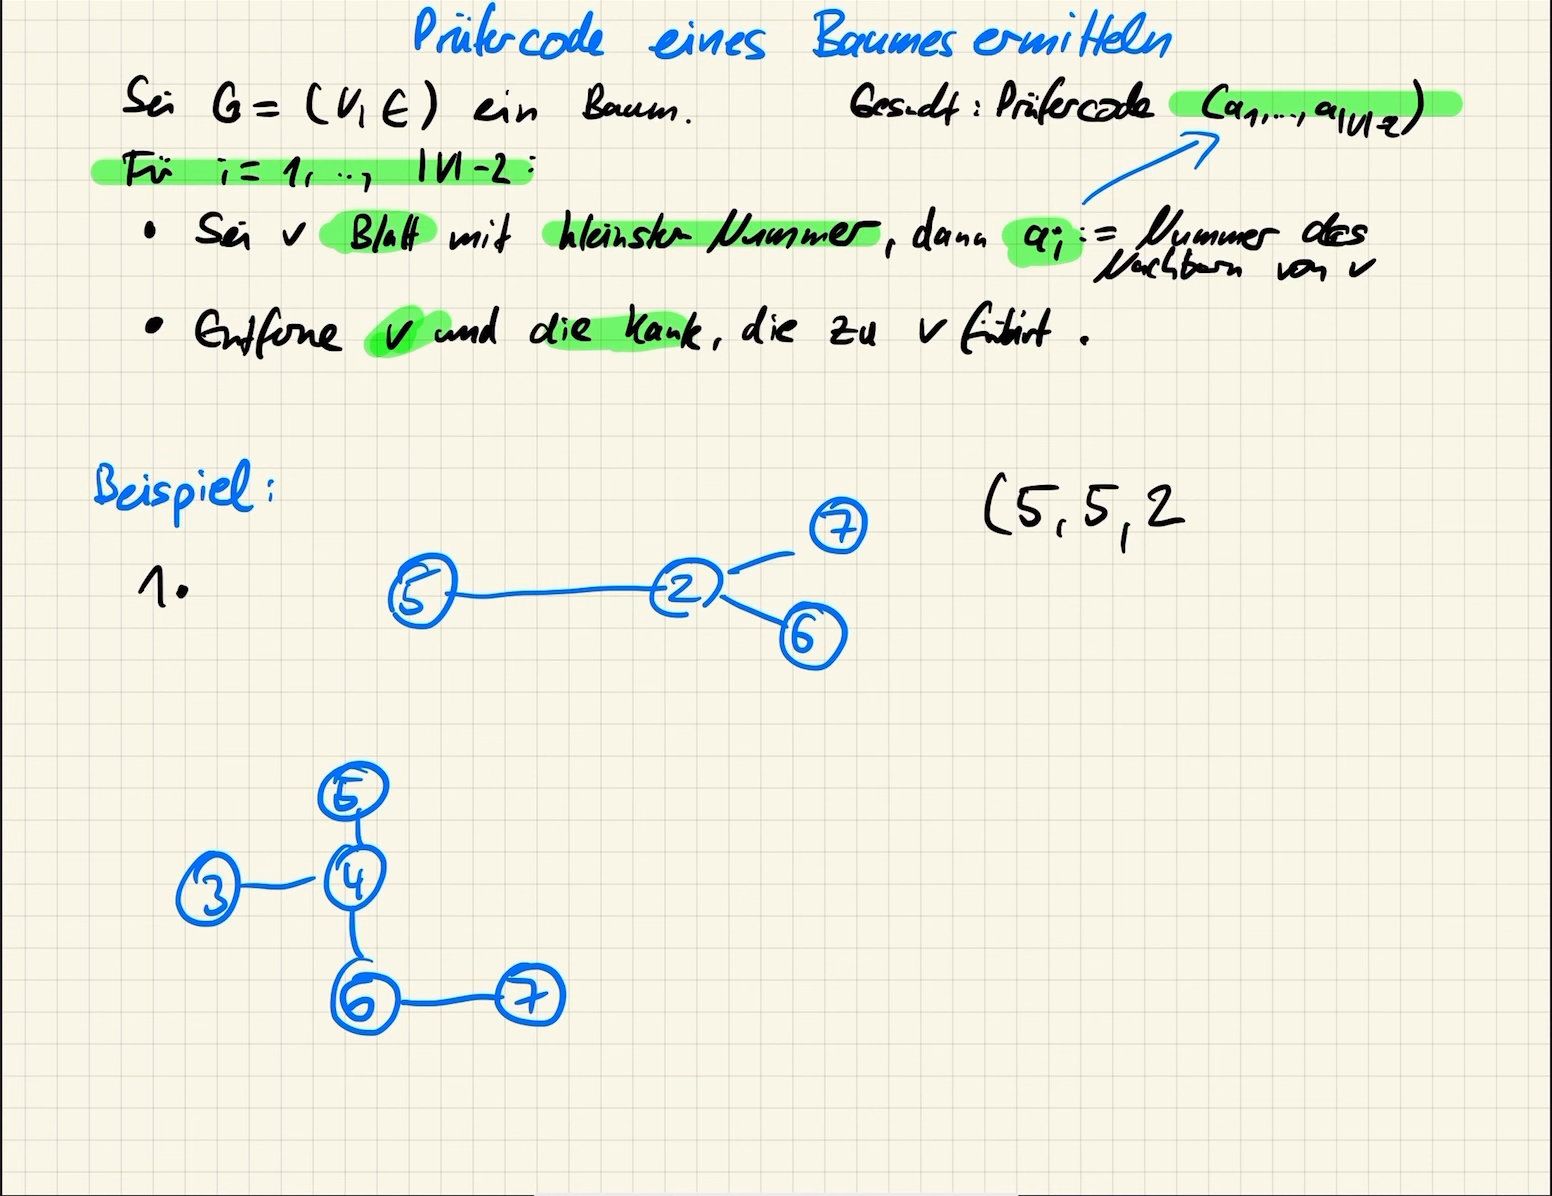 Prüfercode eines Baumes ermitteln
Sei G = (V, E) ein Baum. Gesucht: Prüfercode (a₁,..., a|V|-2)
Für i = 1, .., |V|-2:
• Sei v Blatt mit kleinster Nummer, dann aᵢ := Nummer des
Nachbarn von v
• Entferne v und die Kante, die zu v führt.
Beispiel:
(5, 5, 2
1.
7
5 2
6
5
3 4
6 7